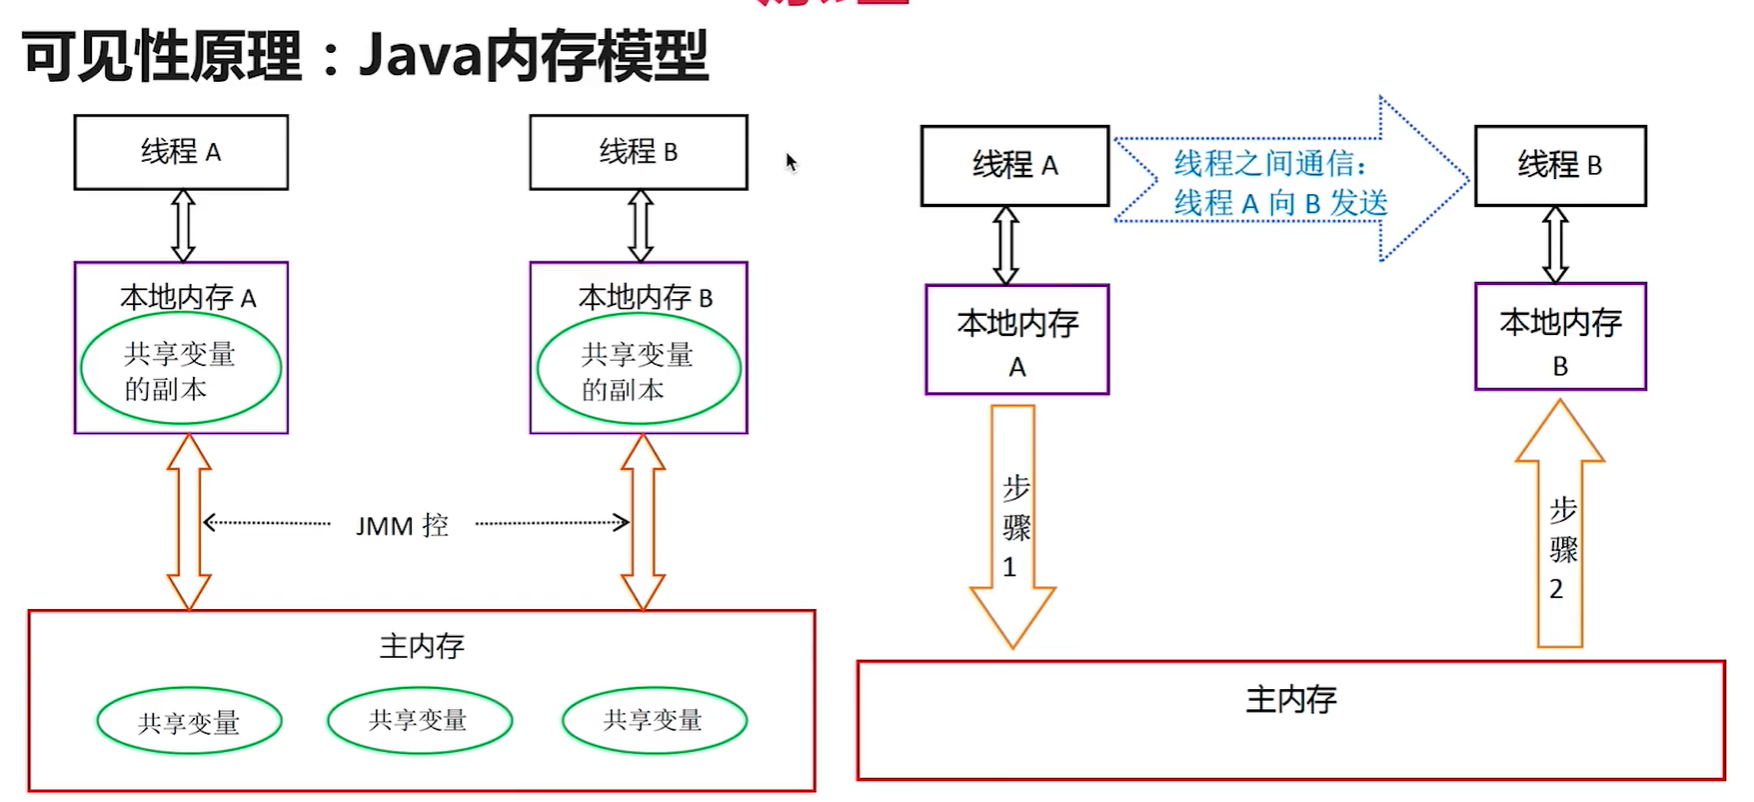 可见性原理：Java内存模型
线程 A
线程 B
本地内存 A
共享变量
的副本
本地内存 B
共享变量
的副本
JMM 控
主内存
共享变量
共享变量
共享变量
线程 A
线程之间通信：
线程 A 向 B 发送
线程 B
本地内存
A
本地内存
B
步
骤
1
步
骤
2
主内存